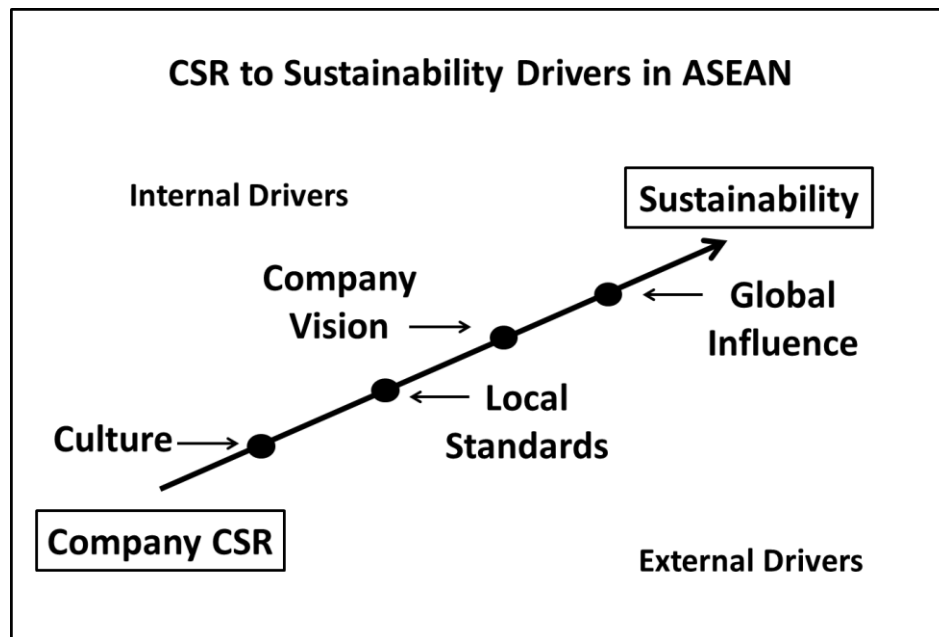 CSR to Sustainability Drivers in ASEAN
Internal Drivers
Sustainability
Company
Vision
Global
Influence
Local
Standards
Culture
Company CSR
External Drivers